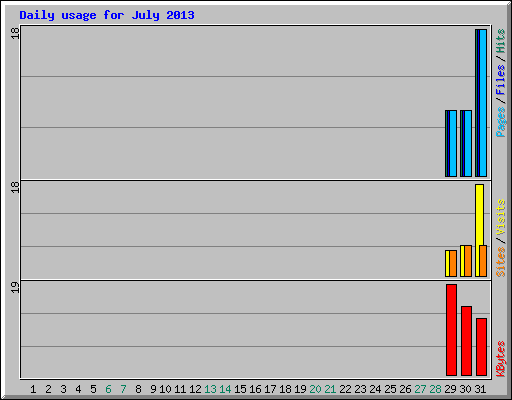 Daily usage for July 2013
18
Pages / Files / Hits
18
Sites / Visits
19
KBytes
1 2 3 4 5 6 7 8 9 10 11 12 13 14 15 16 17 18 19 20 21 22 23 24 25 26 27 28 29 30 31